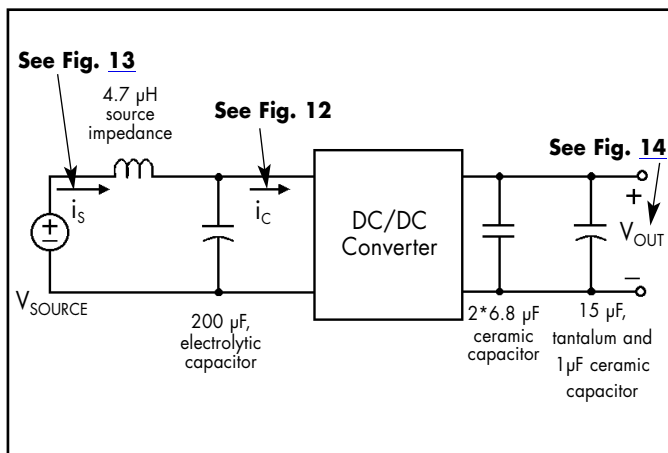 See Fig. 13
4.7 µH
source
impedance
See Fig. 12
See Fig. 14
iS
iC
DC/DC
Converter
+
−
+
VOUT
−
VSOURCE
200 µF,
electrolytic
capacitor
2*6.8 µF
ceramic
capacitor
15 µF,
tantalum and
1µF ceramic
capacitor